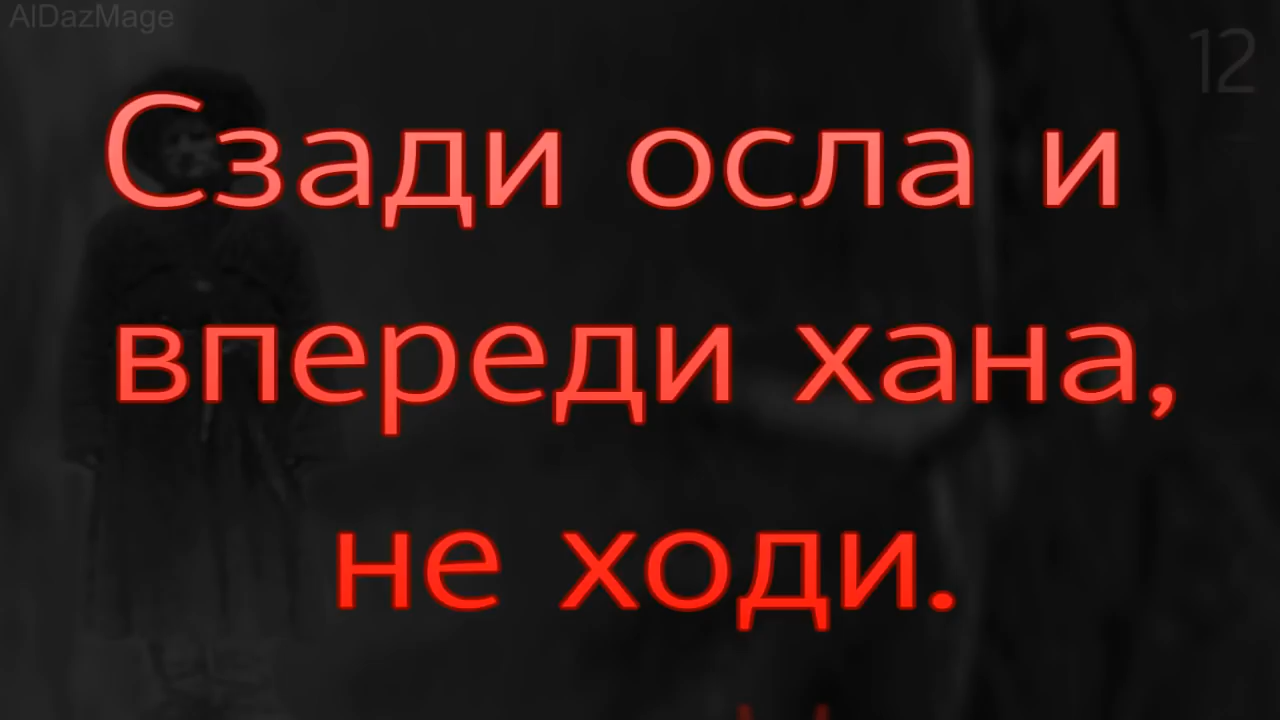 AlDazMage
12
Сзади осла и
впереди хана,
не ходи.